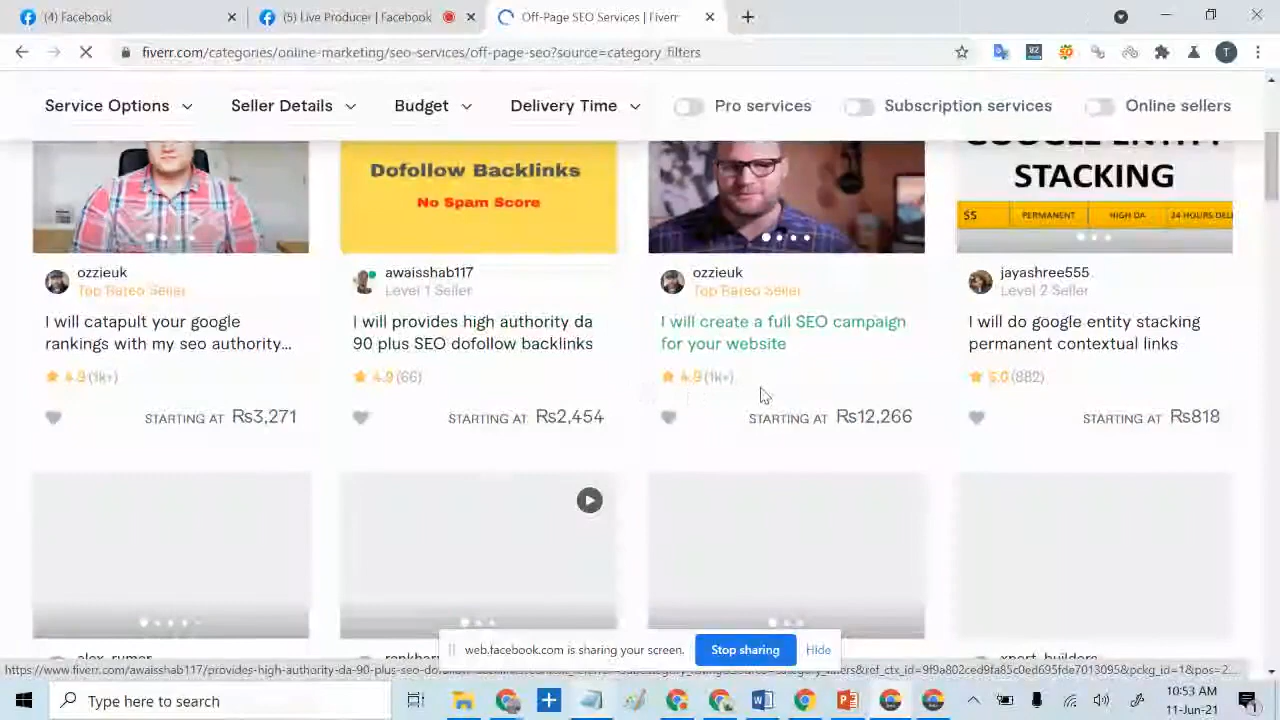 (4) Facebook
(5) Live Producer | Facebook
Off-Page SEO Services | Fiverr
fiverr.com/categories/online-marketing/seo-services/off-page-seo?source=category_filters
T
Service Options
Seller Details
Budget
Delivery Time
Pro services
Subscription services
Online sellers
Dofollow Backlinks
No Spam Score
STACKING
$5
PERMANENT
HIGH DA
ozzieuk
Top Rated Seller
I will catapult your google
rankings with my seo authority...
4.9 (1k+)
STARTING AT Rs3,271
awaisshab117
Level 1 Seller
I will provides high authority da
90 plus SEO dofollow backlinks
4.9 (66)
STARTING AT Rs2,454
ozzieuk
Top Rated Seller
I will create a full SEO campaign
for your website
4.9 (1k+)
STARTING AT Rs12,266
jayashree555
Level 2 Seller
I will do google entity stacking
permanent contextual links
5.0 (882)
STARTING AT Rs818
web.facebook.com is sharing your screen.
Stop sharing
Hide
Type here to search
10:53 AM
11-Jun-21